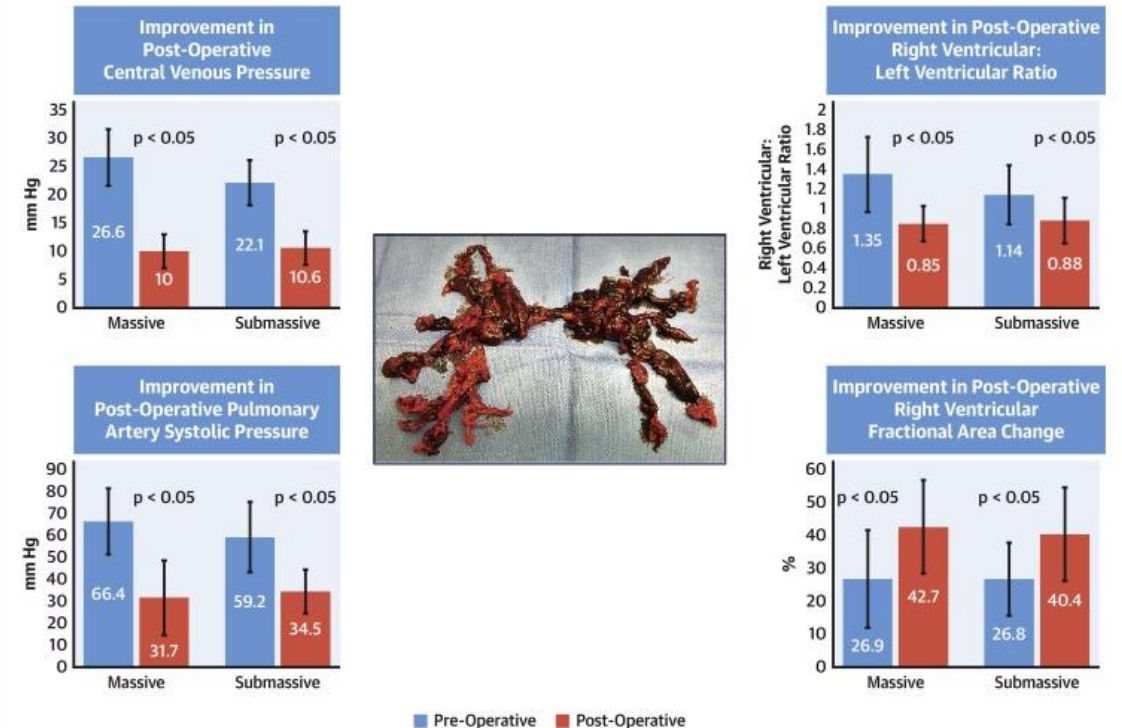 Improvement in
Post-Operative
Central Venous Pressure
35
30
25
20
15
10
5
0
mm Hg
p < 0.05
p < 0.05
26.6
10
22.1
10.6
Massive
Submassive
Improvement in Post-Operative
Right Ventricular:
Left Ventricular Ratio
2
1.8
1.6
1.4
1.2
1
0.8
0.6
0.4
0.2
0
Right Ventricular:
Left Ventricular Ratio
p < 0.05
p < 0.05
1.35
0.85
1.14
0.88
Massive
Submassive
Improvement in
Post-Operative Pulmonary
Artery Systolic Pressure
90
80
70
60
50
40
30
20
10
0
mm Hg
p < 0.05
p < 0.05
66.4
31.7
59.2
34.5
Massive
Submassive
Improvement in Post-Operative
Right Ventricular
Fractional Area Change
60
50
40
30
20
10
0
%
p < 0.05
p < 0.05
26.9
42.7
26.8
40.4
Massive
Submassive
Pre-Operative
Post-Operative